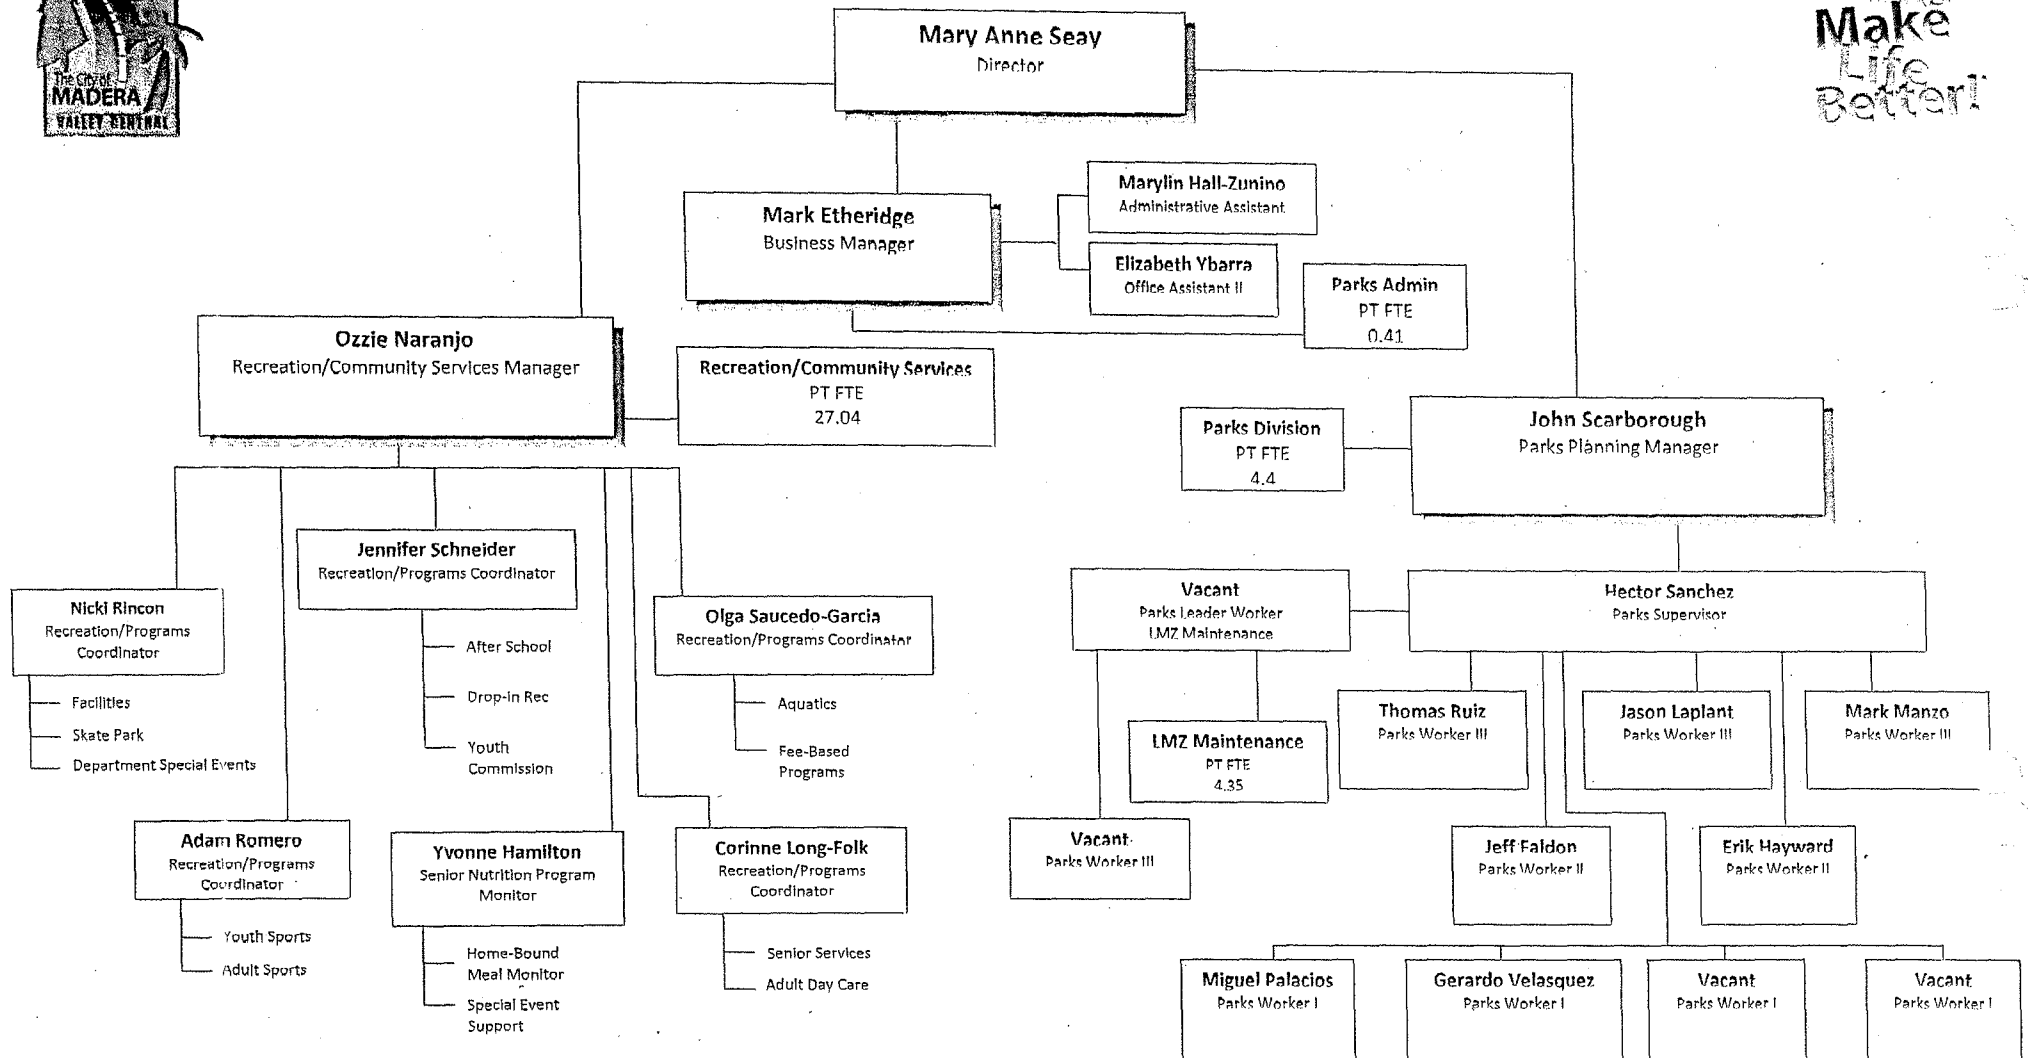 The City of
MADERA
VALLEY CENTRAL
Make
Life
Better!
Mary Anne Seay
Director
Mark Etheridge
Business Manager
Marylin Hall-Zunino
Administrative Assistant
Elizabeth Ybarra
Office Assistant II
Parks Admin
PT FTE
0.41
Ozzie Naranjo
Recreation/Community Services Manager
Recreation/Community Services
PT FTE
27.04
Parks Division
PT FTE
4.4
John Scarborough
Parks Planning Manager
Nicki Rincon
Recreation/Programs
Coordinator
Facilities
Skate Park
Department Special Events
Jennifer Schneider
Recreation/Programs Coordinator
After School
Drop-in Rec
Youth
Commission
Olga Saucedo-Garcia
Recreation/Programs Coordinator
Aquatics
Fee-Based
Programs
Adam Romero
Recreation/Programs
Coordinator
Youth Sports
Adult Sports
Yvonne Hamilton
Senior Nutrition Program
Monitor
Home-Bound
Meal Monitor
Special Event
Support
Corinne Long-Folk
Recreation/Programs
Coordinator
Senior Services
Adult Day Care
Vacant
Parks Leader Worker
LMZ Maintenance
Hector Sanchez
Parks Supervisor
LMZ Maintenance
PT FTE
4.35
Vacant
Parks Worker III
Thomas Ruiz
Parks Worker III
Jason Laplant
Parks Worker III
Mark Manzo
Parks Worker III
Jeff Faldon
Parks Worker II
Erik Hayward
Parks Worker II
Miguel Palacios
Parks Worker I
Gerardo Velasquez
Parks Worker I
Vacant
Parks Worker I
Vacant
Parks Worker I